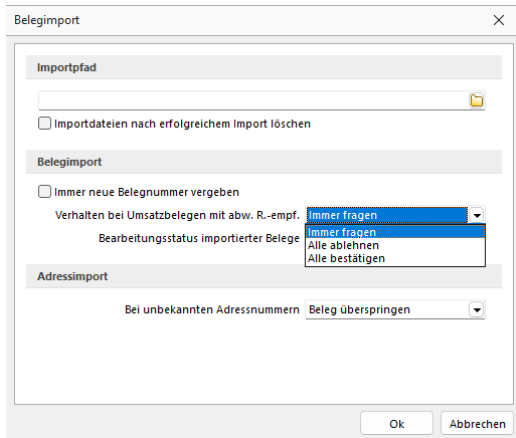 Belegimport
Importpfad
Importdateien nach erfolgreichem Import löschen
Belegimport
Immer neue Belegnummer vergeben
Verhalten bei Umsatzbelegen mit abw. R.-empf. Immer fragen
Immer fragen
Bearbeitungsstatus importierter Belege
Alle ablehnen
Alle bestätigen
Adressimport
Bei unbekannten Adressnummern Beleg überspringen
Ok Abbrechen